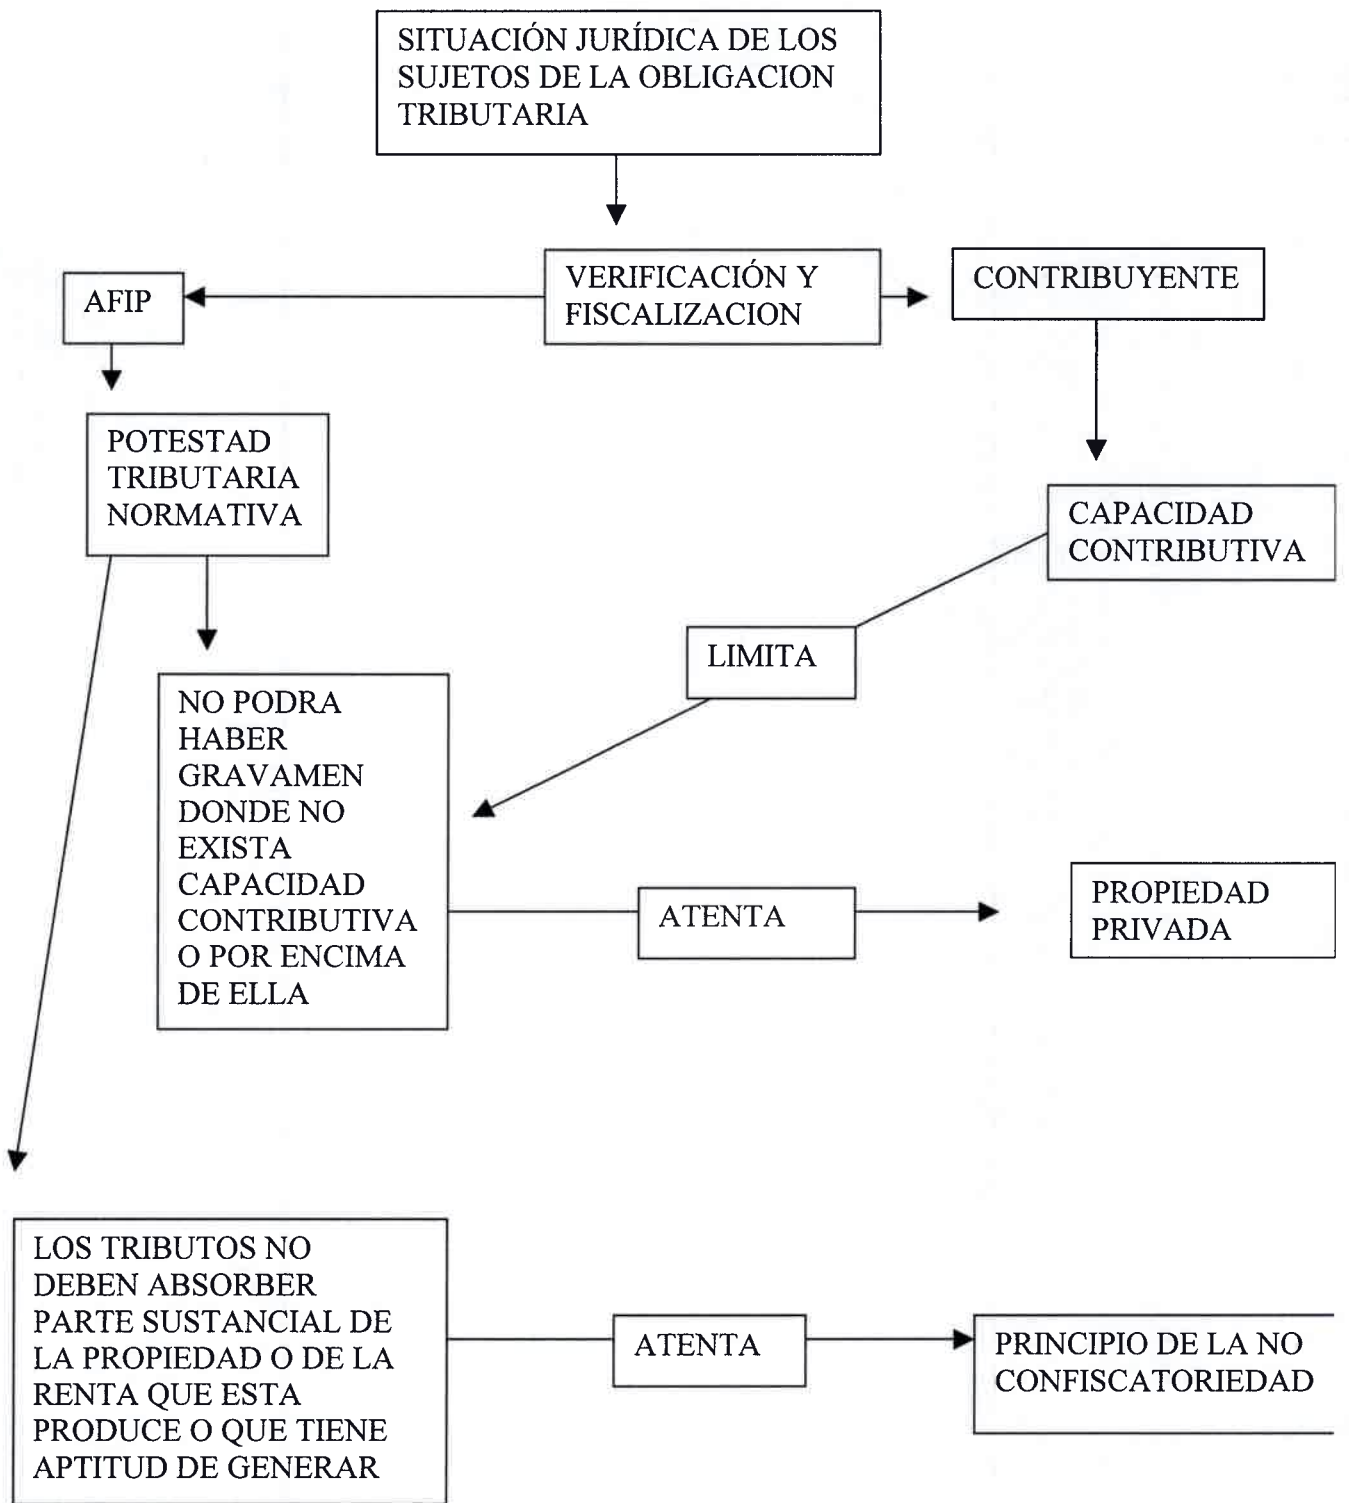 SITUACIÓN JURÍDICA DE LOS
SUJETOS DE LA OBLIGACION
TRIBUTARIA
AFIP
VERIFICACIÓN Y
FISCALIZACION
CONTRIBUYENTE
POTESTAD
TRIBUTARIA
NORMATIVA
CAPACIDAD
CONTRIBUTIVA
LIMITA
NO PODRA
HABER
GRAVAMEN
DONDE NO
EXISTA
CAPACIDAD
CONTRIBUTIVA
O POR ENCIMA
DE ELLA
ATENTA
PROPIEDAD
PRIVADA
LOS TRIBUTOS NO
DEBEN ABSORBER
PARTE SUSTANCIAL DE
LA PROPIEDAD O DE LA
RENTA QUE ESTA
PRODUCE O QUE TIENE
APTITUD DE GENERAR
ATENTA
PRINCIPIO DE LA NO
CONFISCATORIEDAD